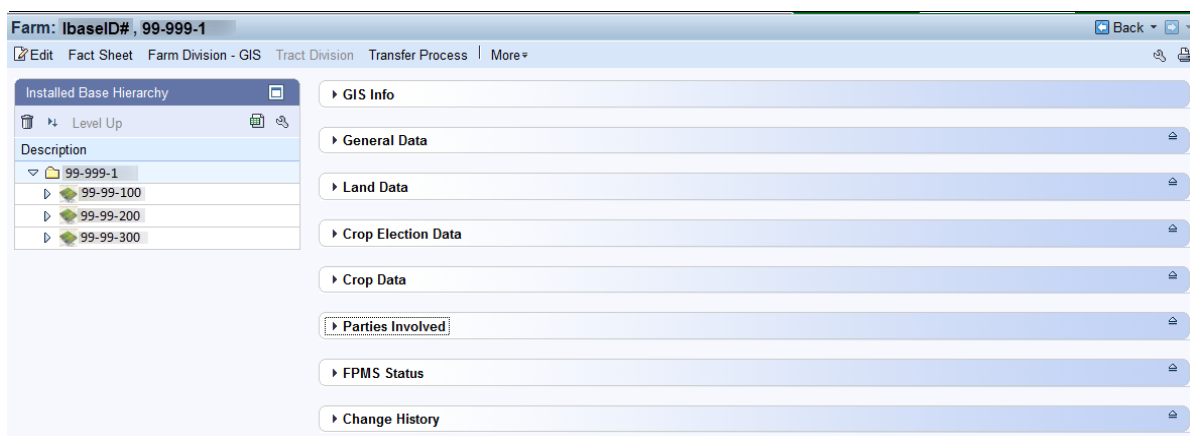 Farm: IbaseID# , 99-999-1
Back
Edit Fact Sheet Farm Division - GIS Tract Division Transfer Process More
Installed Base Hierarchy
Level Up
Description
99-999-1
99-99-100
99-99-200
99-99-300
GIS Info
General Data
Land Data
Crop Election Data
Crop Data
Parties Involved
FPMS Status
Change History